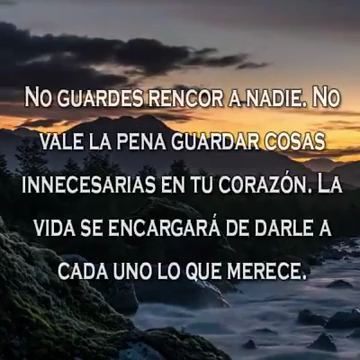 No guardes rencor a nadie. No
vale la pena guardar cosas
innecesarias en tu corazón. La
vida se encargará de darle a
cada uno lo que merece.